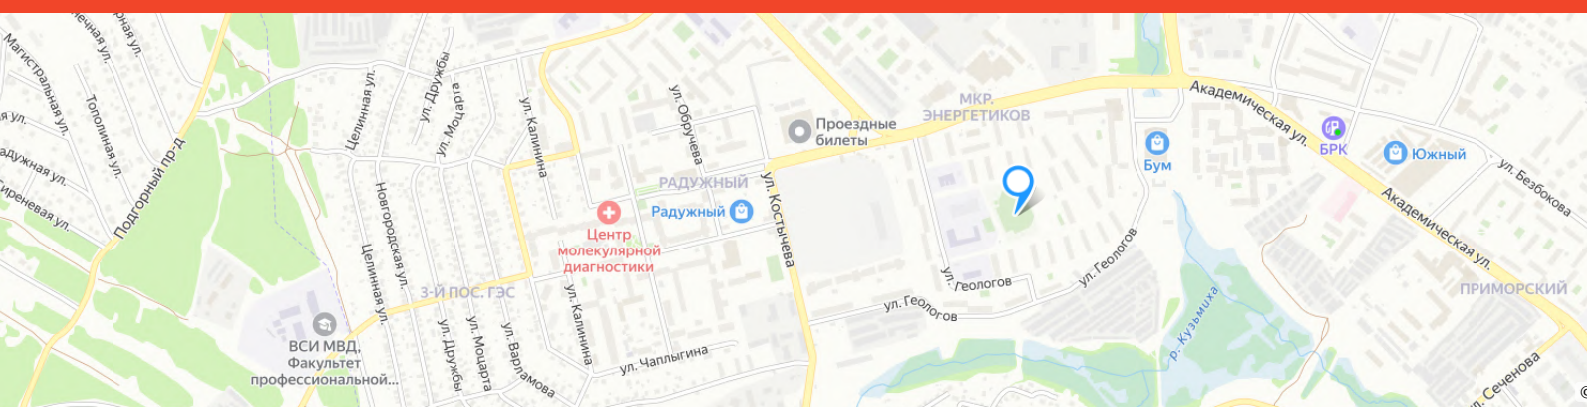 Магистральная ул.
Тополиная ул.
Сиреневая ул.
Подгорный пр-д
Целинная ул.
ул. Дружбы
ул. Моцарта
ул. Калинина
ул. Обручева
Проездные
билеты
МКР.
ЭНЕРГЕТИКОВ
Академическая ул.
БРК
Южный
ул. Безбокова
Бум
РАДУЖНЫЙ
Радужный
ул. Костычева
Центр
молекулярной
диагностики
Новгородская ул.
Целинная ул.
3-Й ПОС. ГЭС
ул. Геологов
ул. Геологов
ул. Геологов
Академическая ул.
ПРИМОРСКИЙ
р. Кузьмиха
ВСИ МВД,
Факультет
профессиональной...
ул. Дружбы
ул. Моцарта
ул. Варламова
ул. Калинина
ул. Чаплыгина
ул. Сеченова